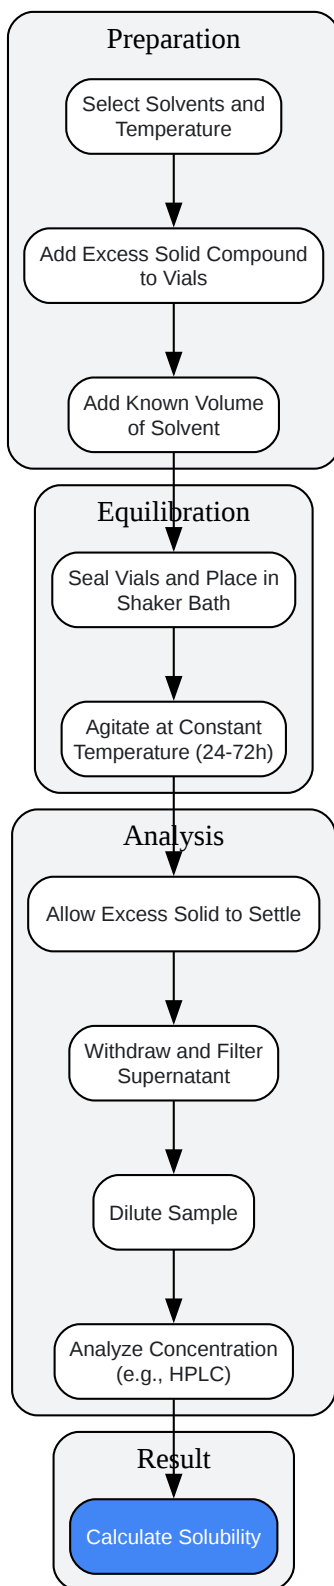 Preparation
Select Solvents and
Temperature
Add Excess Solid Compound
to Vials
Add Known Volume
of Solvent
Equilibration
Seal Vials and Place in
Shaker Bath
Agitate at Constant
Temperature (24-72h)
Analysis
Allow Excess Solid to Settle
Withdraw and Filter
Supernatant
Dilute Sample
Analyze Concentration
(e.g., HPLC)
Result
Calculate Solubility